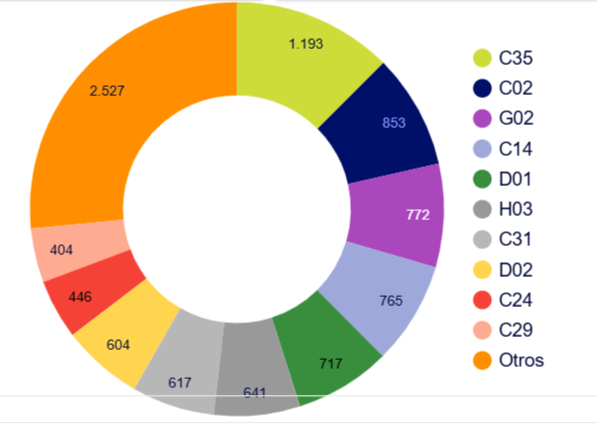 1.193
853
772
765
717
641
617
604
446
404
2.527
C35
C02
G02
C14
D01
H03
C31
D02
C24
C29
Otros